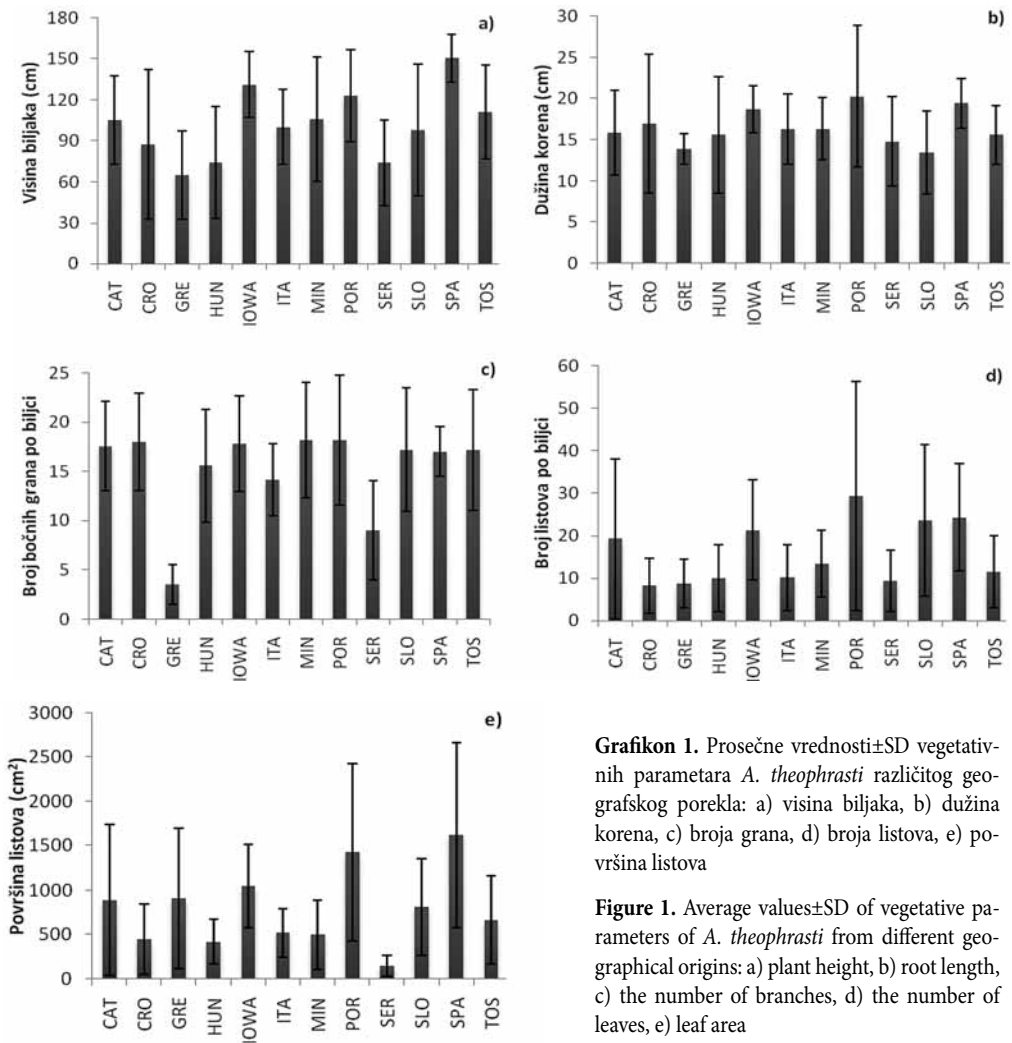 a)
Visina biljaka (cm)
180
150
120
90
60
30
0
CAT
CRO
GRE
HUN
IOWA
ITA
MIN
POR
SER
SLO
SPA
TOS
b)
Dužina korena (cm)
30
25
20
15
10
5
0
CAT
CRO
GRE
HUN
IOWA
ITA
MIN
POR
SER
SLO
SPA
TOS
c)
Broj bočnih grana po biljci
25
20
15
10
5
0
CAT
CRO
GRE
HUN
IOWA
ITA
MIN
POR
SER
SLO
SPA
TOS
d)
Broj listova po biljci
60
50
40
30
20
10
0
CAT
CRO
GRE
HUN
IOWA
ITA
MIN
POR
SER
SLO
SPA
TOS
e)
Površina listova (cm²)
3000
2500
2000
1500
1000
500
0
CAT
CRO
GRE
HUN
IOWA
ITA
MIN
POR
SER
SLO
SPA
TOS
Grafikon 1. Prosečne vrednosti±SD vegetativ-
nih parametara A. theophrasti različitog geo-
grafskog porekla: a) visina biljaka, b) dužina
korena, c) broja grana, d) broja listova, e) po-
vršina listova
Figure 1. Average values±SD of vegetative pa-
rameters of A. theophrasti from different geo-
graphical origins: a) plant height, b) root length,
c) the number of branches, d) the number of
leaves, e) leaf area